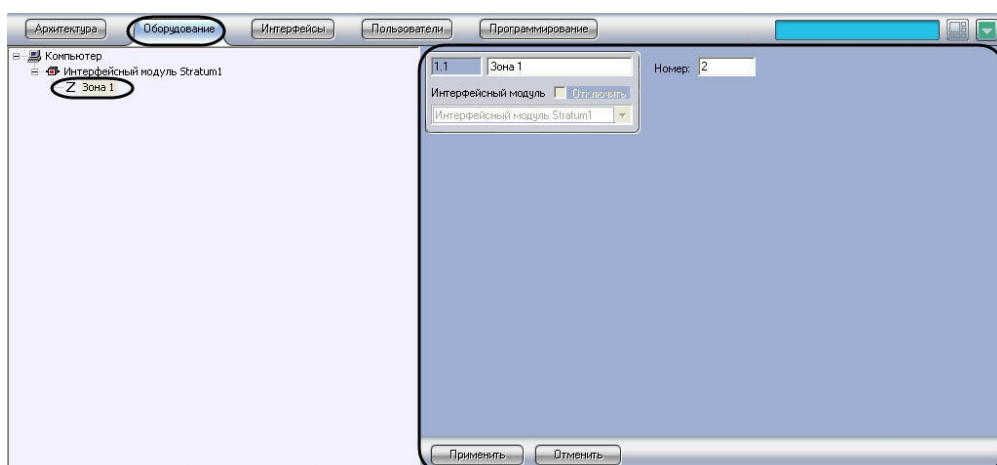 Архитектура Оборудование Интерфейсы Пользователи Программирование
Компьютер
Интерфейсный модуль Stratum1
Z Зона 1
1.1 Зона 1 Номер: 2
Интерфейсный модуль Отключить
Интерфейсный модуль Stratum1
Применить Отменить